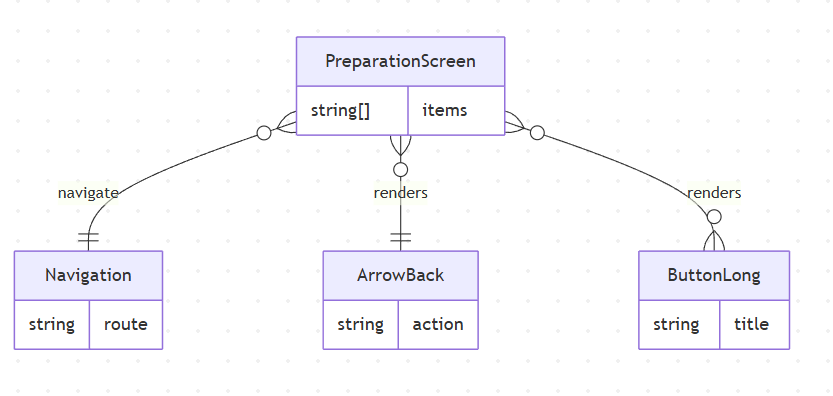 PreparationScreen
string[] items
navigate renders renders
Navigation ArrowBack ButtonLong
string route string action string title